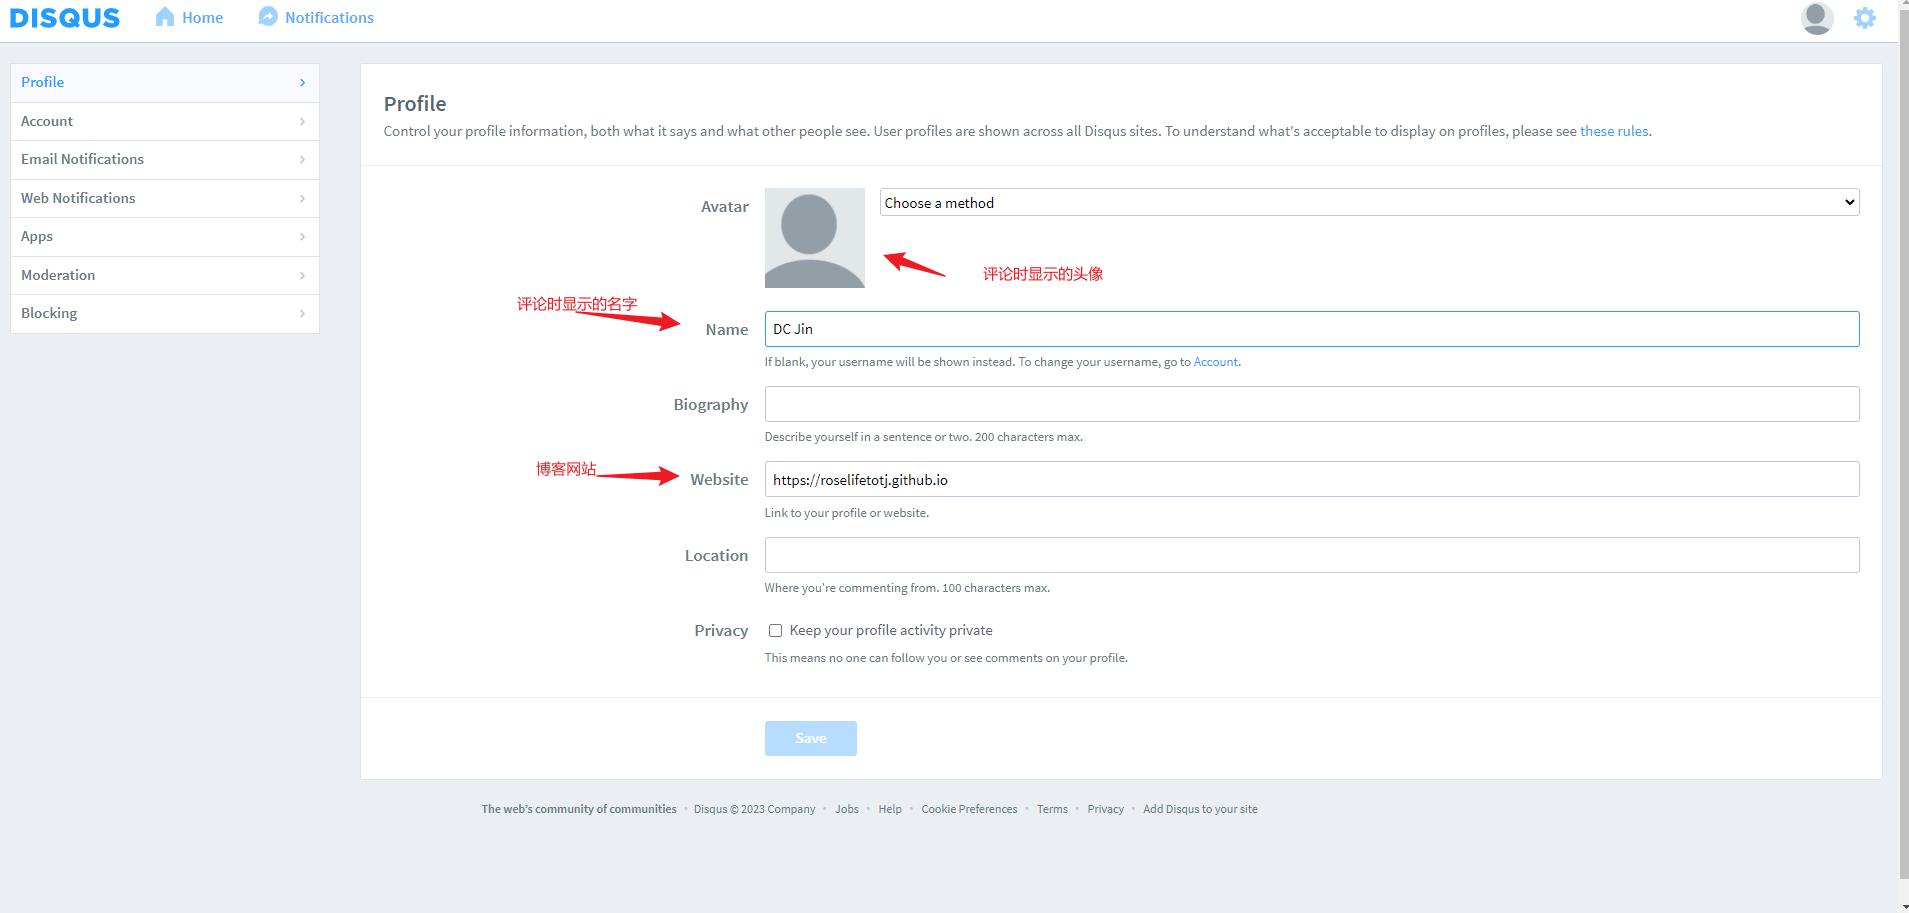 DISQUS Home Notifications
Profile
Account
Email Notifications
Web Notifications
Apps
Moderation
Blocking
Profile
Control your profile information, both what it says and what other people see. User profiles are shown across all Disqus sites. To understand what's acceptable to display on profiles, please see these rules.
Avatar
Choose a method
评论时显示的头像
评论时显示的名字
Name
DC Jin
If blank, your username will be shown instead. To change your username, go to Account.
Biography
Describe yourself in a sentence or two. 200 characters max.
博客网站
Website
https://roselifetotj.github.io
Link to your profile or website.
Location
Where you're commenting from. 100 characters max.
Privacy
Keep your profile activity private
This means no one can follow you or see comments on your profile.
Save
The web's community of communities • Disqus © 2023 Company • Jobs • Help • Cookie Preferences • Terms • Privacy • Add Disqus to your site